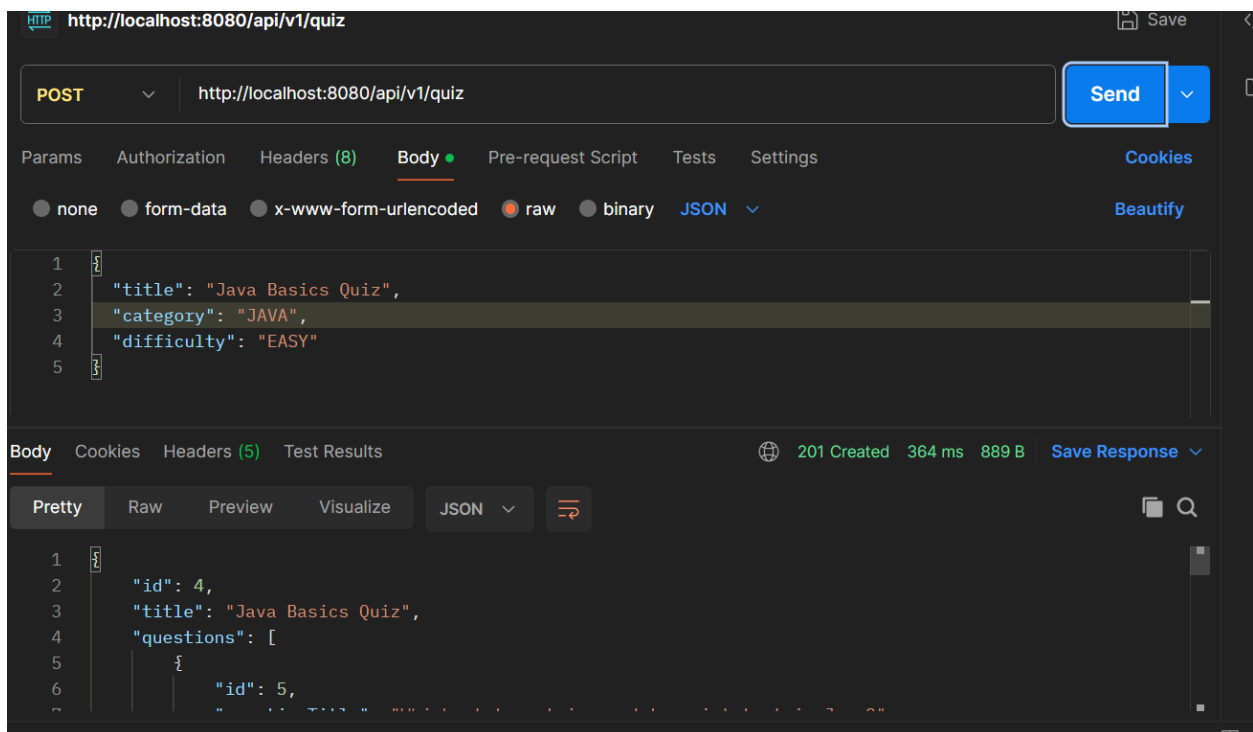 HTTP http://localhost:8080/api/v1/quiz Save
POST http://localhost:8080/api/v1/quiz Send
Params Authorization Headers (8) Body Pre-request Script Tests Settings Cookies
none form-data x-www-form-urlencoded raw binary JSON Beautify
1 {
2 "title": "Java Basics Quiz",
3 "category": "JAVA",
4 "difficulty": "EASY"
5 }
Body Cookies Headers (5) Test Results 201 Created 364 ms 889 B Save Response
Pretty Raw Preview Visualize JSON
1 {
2 "id": 4,
3 "title": "Java Basics Quiz",
4 "questions": [
5 {
6 "id": 5,